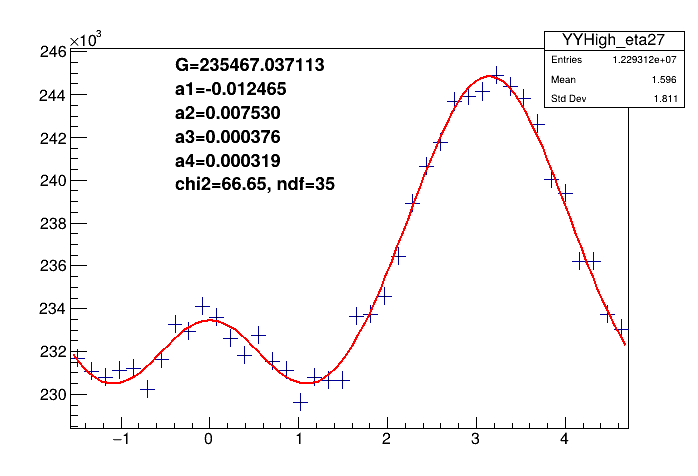 ×10³
YYHigh_eta27
Entries 1.229312e+07
Mean 1.596
Std Dev 1.811
G=235467.037113
a1=-0.012465
a2=0.007530
a3=0.000376
a4=0.000319
chi2=66.65, ndf=35
246
244
242
240
238
236
234
232
230
−1 0 1 2 3 4